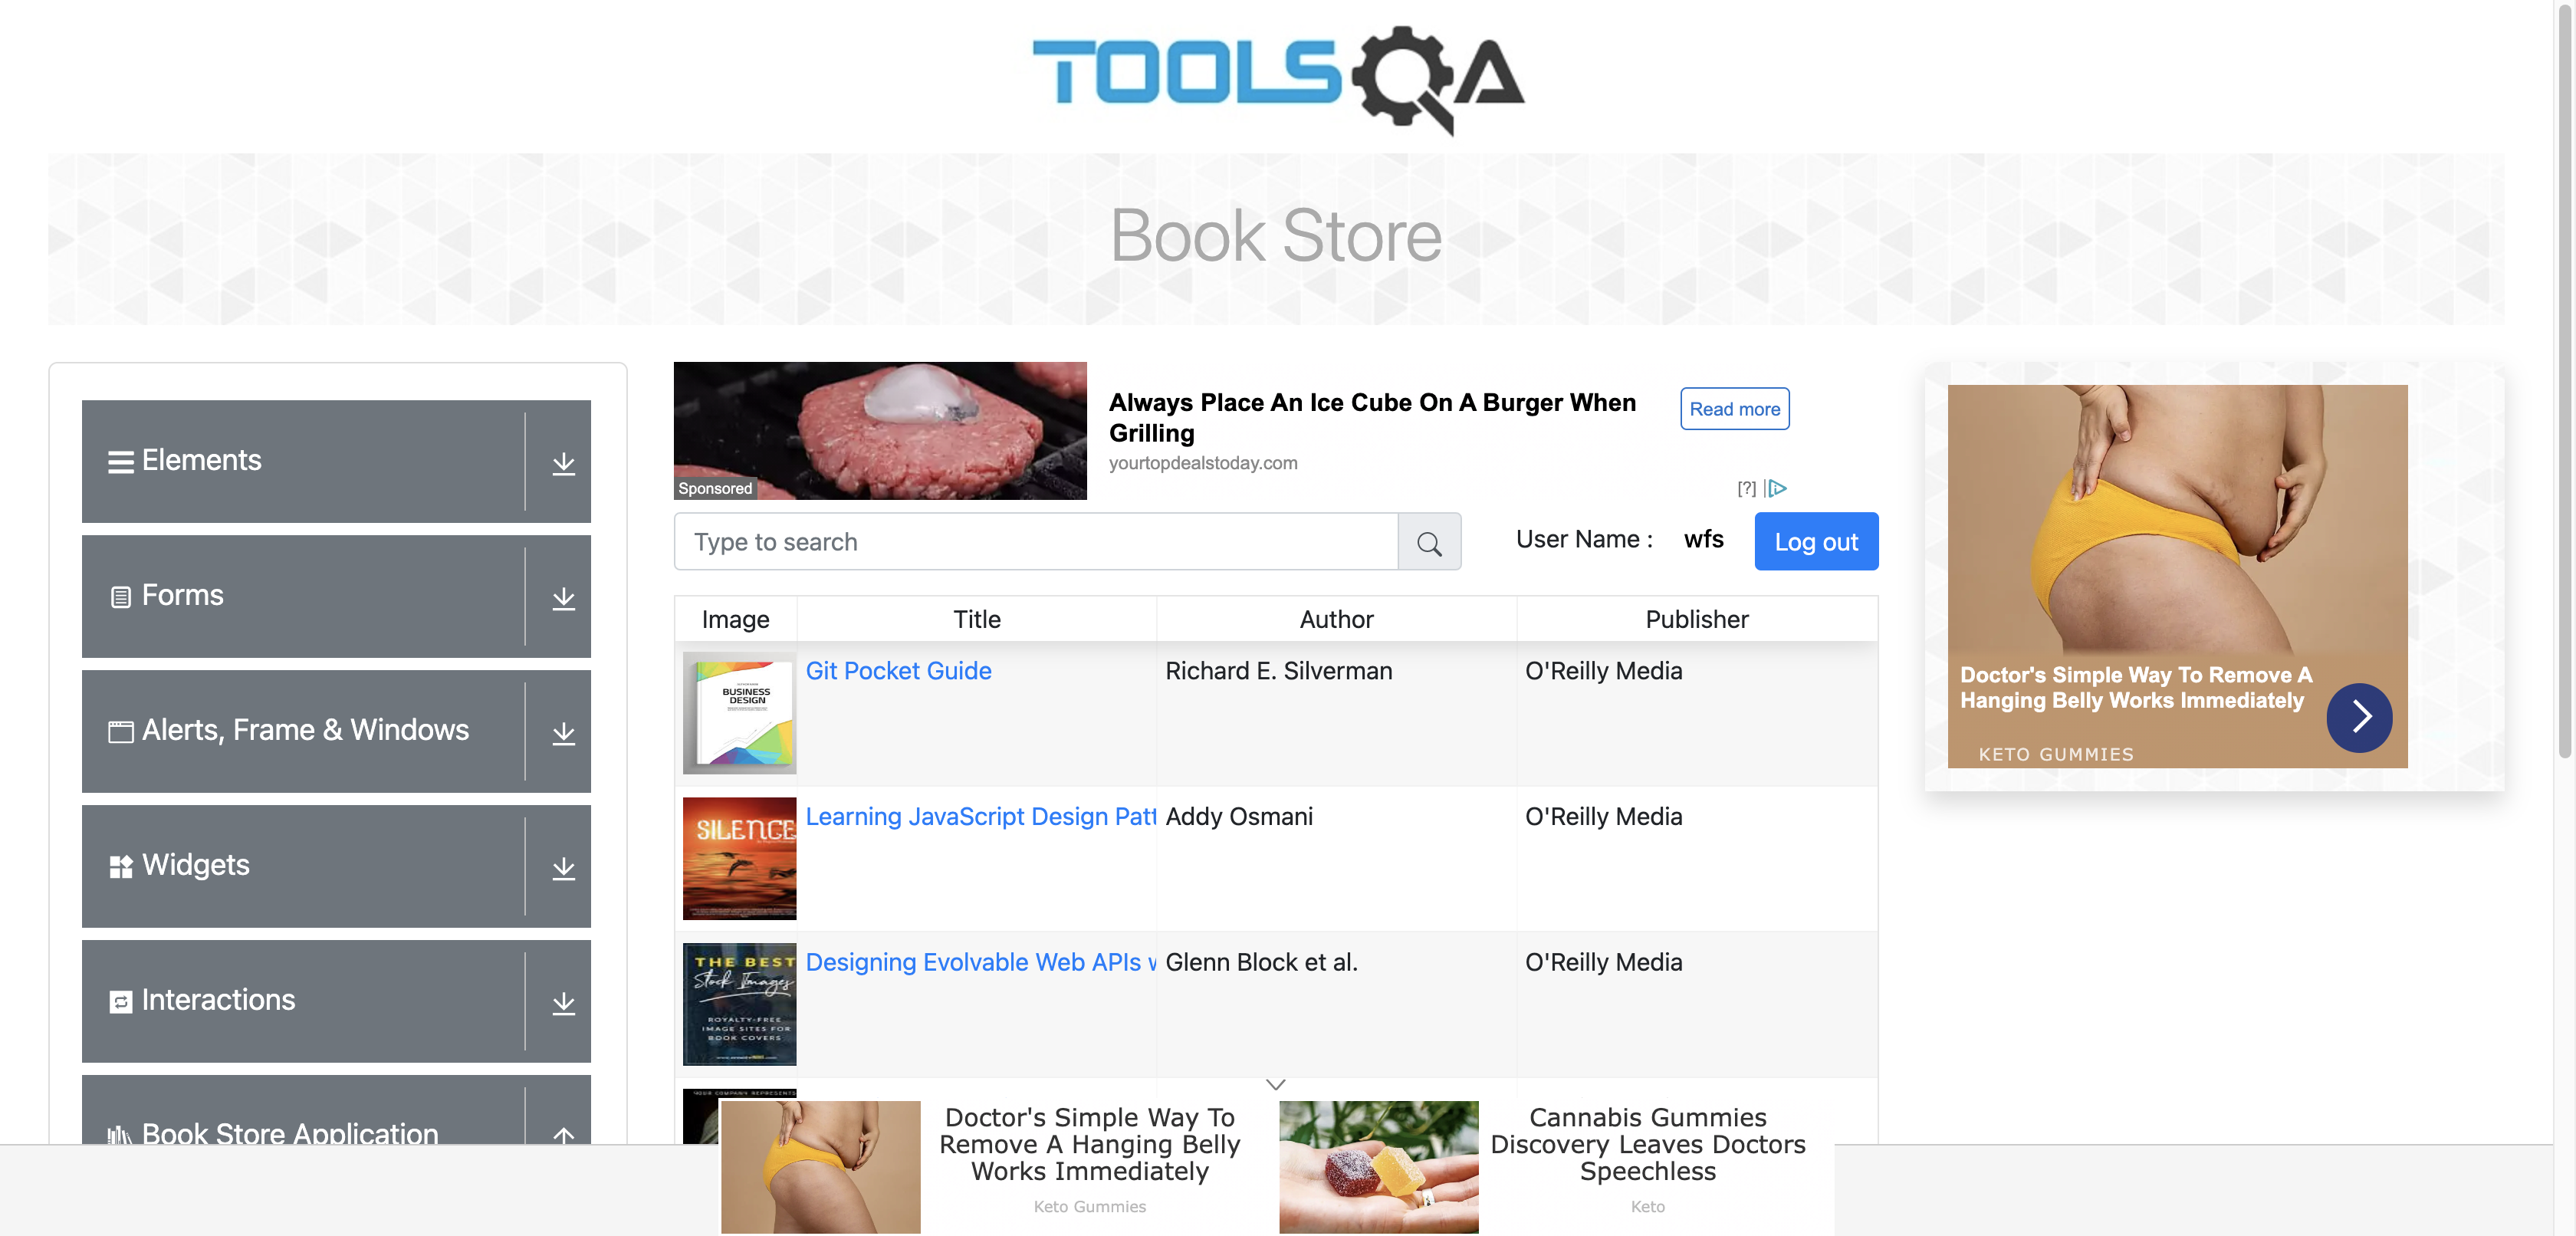 TOOLSQA
Book Store
Elements
Forms
Alerts, Frame & Windows
Widgets
Interactions
Book Store Application
Always Place An Ice Cube On A Burger When
Grilling
yourtopdealstoday.com
Read more
Sponsored
[?]
Type to search
User Name :
wfs
Log out
Image
Title
Author
Publisher
BUSINESS
DESIGN
Git Pocket Guide
Richard E. Silverman
O'Reilly Media
SILENCE
Learning JavaScript Design Patt
Addy Osmani
O'Reilly Media
THE BEST
Stock Images
ROYALTY-FREE
IMAGE SITES FOR
BOOK COVERS
Designing Evolvable Web APIs w
Glenn Block et al.
O'Reilly Media
Doctor's Simple Way To Remove A
Hanging Belly Works Immediately
KETO GUMMIES
Doctor's Simple Way To
Remove A Hanging Belly
Works Immediately
Keto Gummies
Cannabis Gummies
Discovery Leaves Doctors
Speechless
Keto